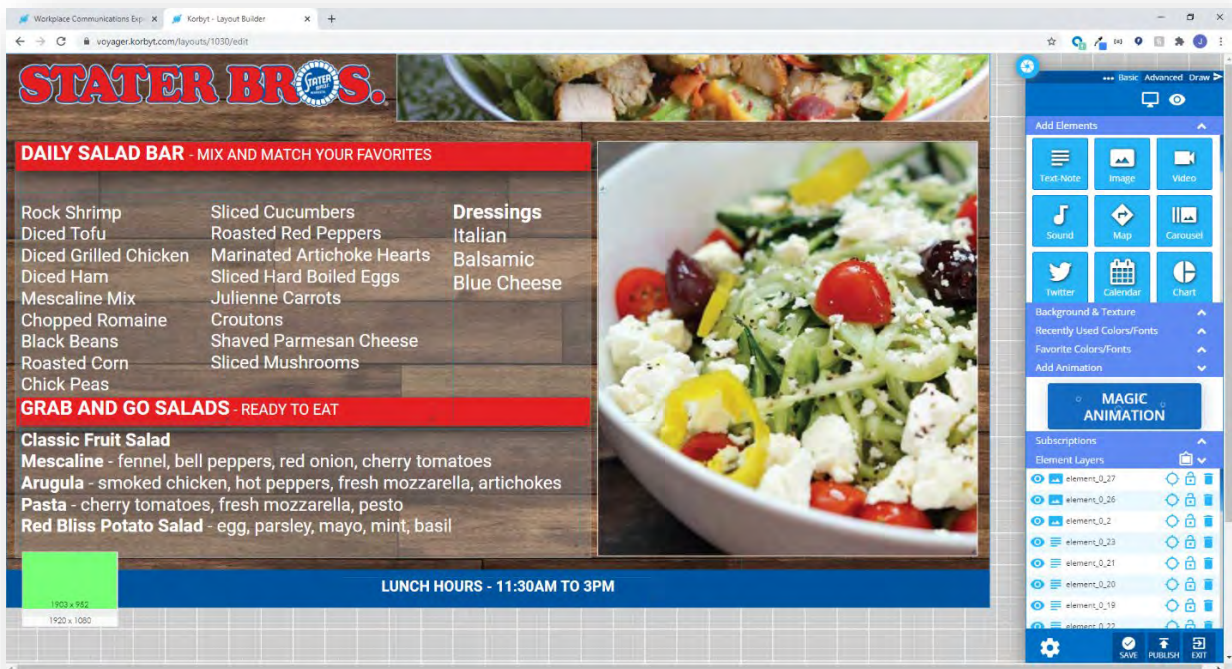 Workplace Communications Exp
Korbyt - Layout Builder
voyager.korbyt.com/layouts/1030/edit
STATER BROS.
STATER
BROS.
DAILY SALAD BAR - MIX AND MATCH YOUR FAVORITES
Rock Shrimp
Diced Tofu
Diced Grilled Chicken
Diced Ham
Mescaline Mix
Chopped Romaine
Black Beans
Roasted Corn
Chick Peas
Sliced Cucumbers
Roasted Red Peppers
Marinated Artichoke Hearts
Sliced Hard Boiled Eggs
Julienne Carrots
Croutons
Shaved Parmesan Cheese
Sliced Mushrooms
Dressings
Italian
Balsamic
Blue Cheese
GRAB AND GO SALADS - READY TO EAT
Classic Fruit Salad
Mescaline - fennel, bell peppers, red onion, cherry tomatoes
Arugula - smoked chicken, hot peppers, fresh mozzarella, artichokes
Pasta - cherry tomatoes, fresh mozzarella, pesto
Red Bliss Potato Salad - egg, parsley, mayo, mint, basil
LUNCH HOURS - 11:30AM TO 3PM
1903 x 952
1920 x 1080
••• Basic Advanced Draw
Add Elements
Text-Note Image Video
Sound Map Carousel
Twitter Calendar Chart
Background & Texture
Recently Used Colors/Fonts
Favorite Colors/Fonts
Add Animation
MAGIC
ANIMATION
Subscriptions
Element Layers
element_0_27
element_0_26
element_0_2
element_0_23
element_0_21
element_0_20
element_0_19
element_0_22
SAVE PUBLISH EXIT